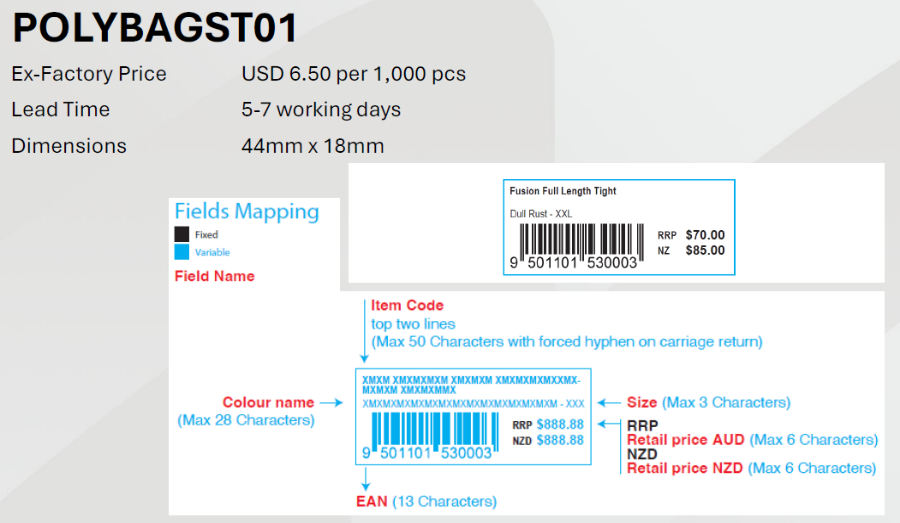 POLYBAGST01
Ex-Factory Price USD 6.50 per 1,000 pcs
Lead Time 5-7 working days
Dimensions 44mm x 18mm
Fusion Full Length Tight
Dull Rust - XXL
RRP $70.00
NZ $85.00
9 501101 530003
Fields Mapping
Fixed
Variable
Field Name
Item Code
top two lines
(Max 50 Characters with forced hyphen on carriage return)
XMXM XMXMXMXM XMXMXM XMXMXMXMXXMX-
MXMXM XMXMXMMX
XMXMXMXMXMXMXMXMXMXMXMXMXMXM - XXX
Colour name
(Max 28 Characters)
Size (Max 3 Characters)
RRP $888.88
NZD $888.88
9 501101 530003
RRP
Retail price AUD (Max 6 Characters)
NZD
Retail price NZD (Max 6 Characters)
EAN (13 Characters)